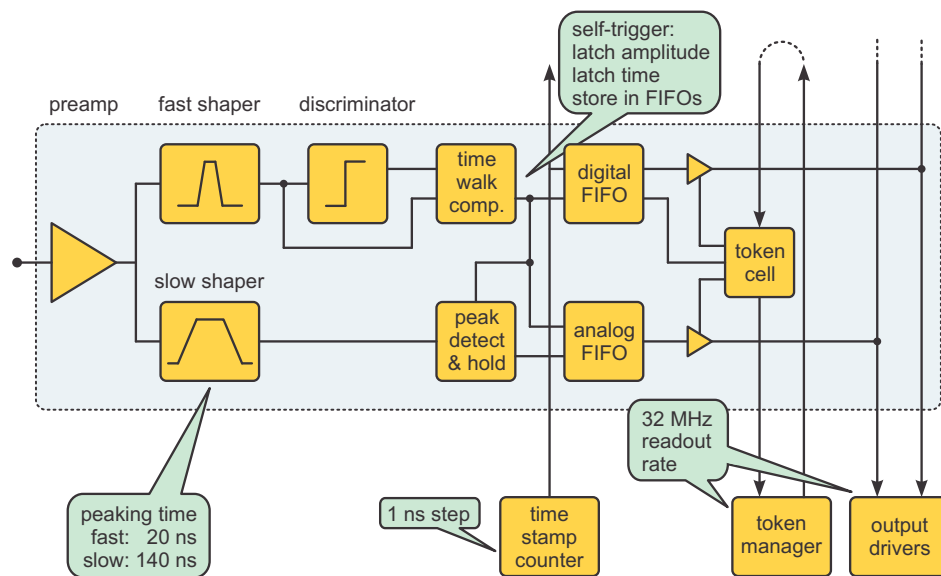 self-trigger:
latch amplitude
latch time
store in FIFOs
preamp
fast shaper
discriminator
time
walk
comp.
digital
FIFO
token
cell
slow shaper
peak
detect
& hold
analog
FIFO
32 MHz
readout
rate
peaking time
fast: 20 ns
slow: 140 ns
1 ns step
time
stamp
counter
token
manager
output
drivers